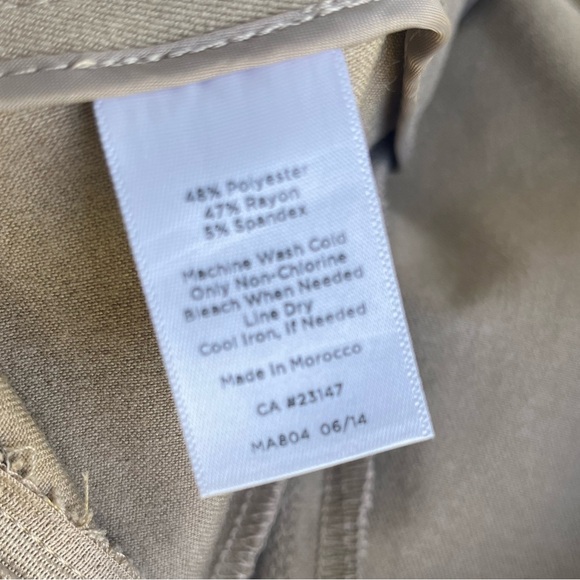 48% Polyester
47% Rayon
5% Spandex
Machine Wash Cold
Only Non-Chlorine
Bleach When Needed
Line Dry
Cool Iron, If Needed
Made In Morocco
CA #23147
MA804 06/14